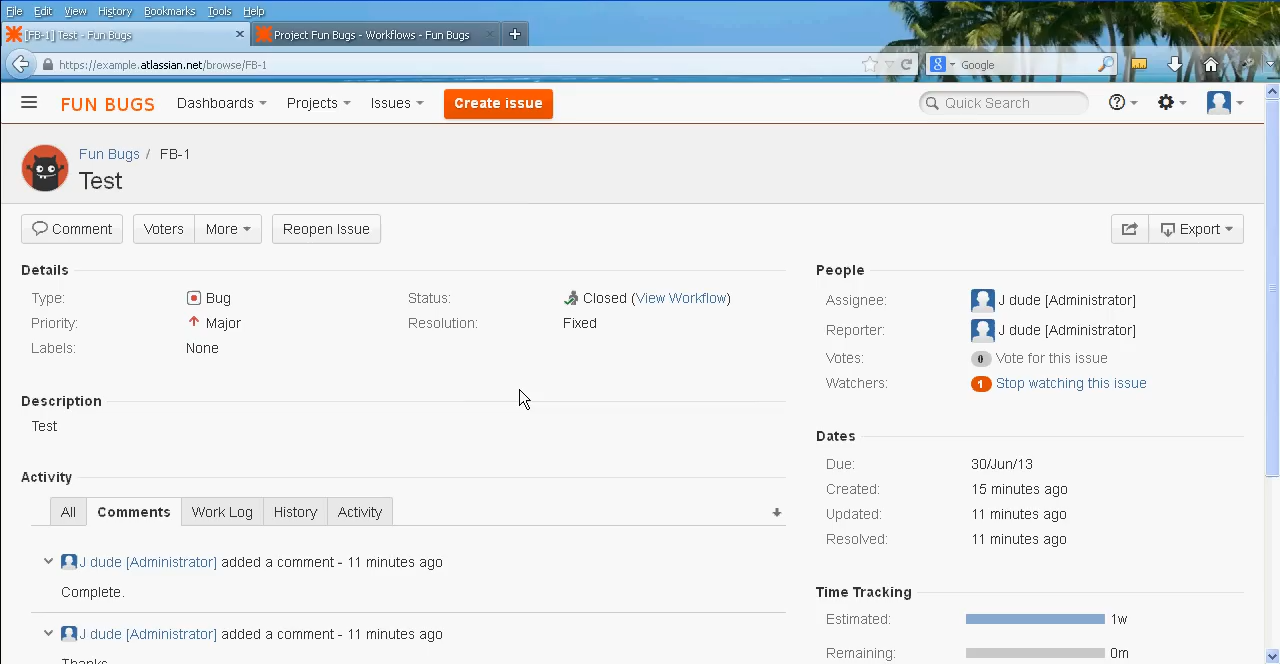 File Edit View History Bookmarks Tools Help
[FB-1] Test - Fun Bugs × Project Fun Bugs - Workflows - Fun Bugs × +
https://example.atlassian.net/browse/FB-1 8 Google
FUN BUGS Dashboards Projects Issues Create issue Quick Search
Fun Bugs / FB-1
Test
Comment Voters More Reopen Issue Export
Details
Type: Bug Status: Closed (View Workflow)
Priority: Major Resolution: Fixed
Labels: None
Description
Test
Activity
All Comments Work Log History Activity
J dude [Administrator] added a comment - 11 minutes ago
Complete.
J dude [Administrator] added a comment - 11 minutes ago
Thanks
People
Assignee: J dude [Administrator]
Reporter: J dude [Administrator]
Votes: 0 Vote for this issue
Watchers: 1 Stop watching this issue
Dates
Due: 30/Jun/13
Created: 15 minutes ago
Updated: 11 minutes ago
Resolved: 11 minutes ago
Time Tracking
Estimated: 1w
Remaining: 0m